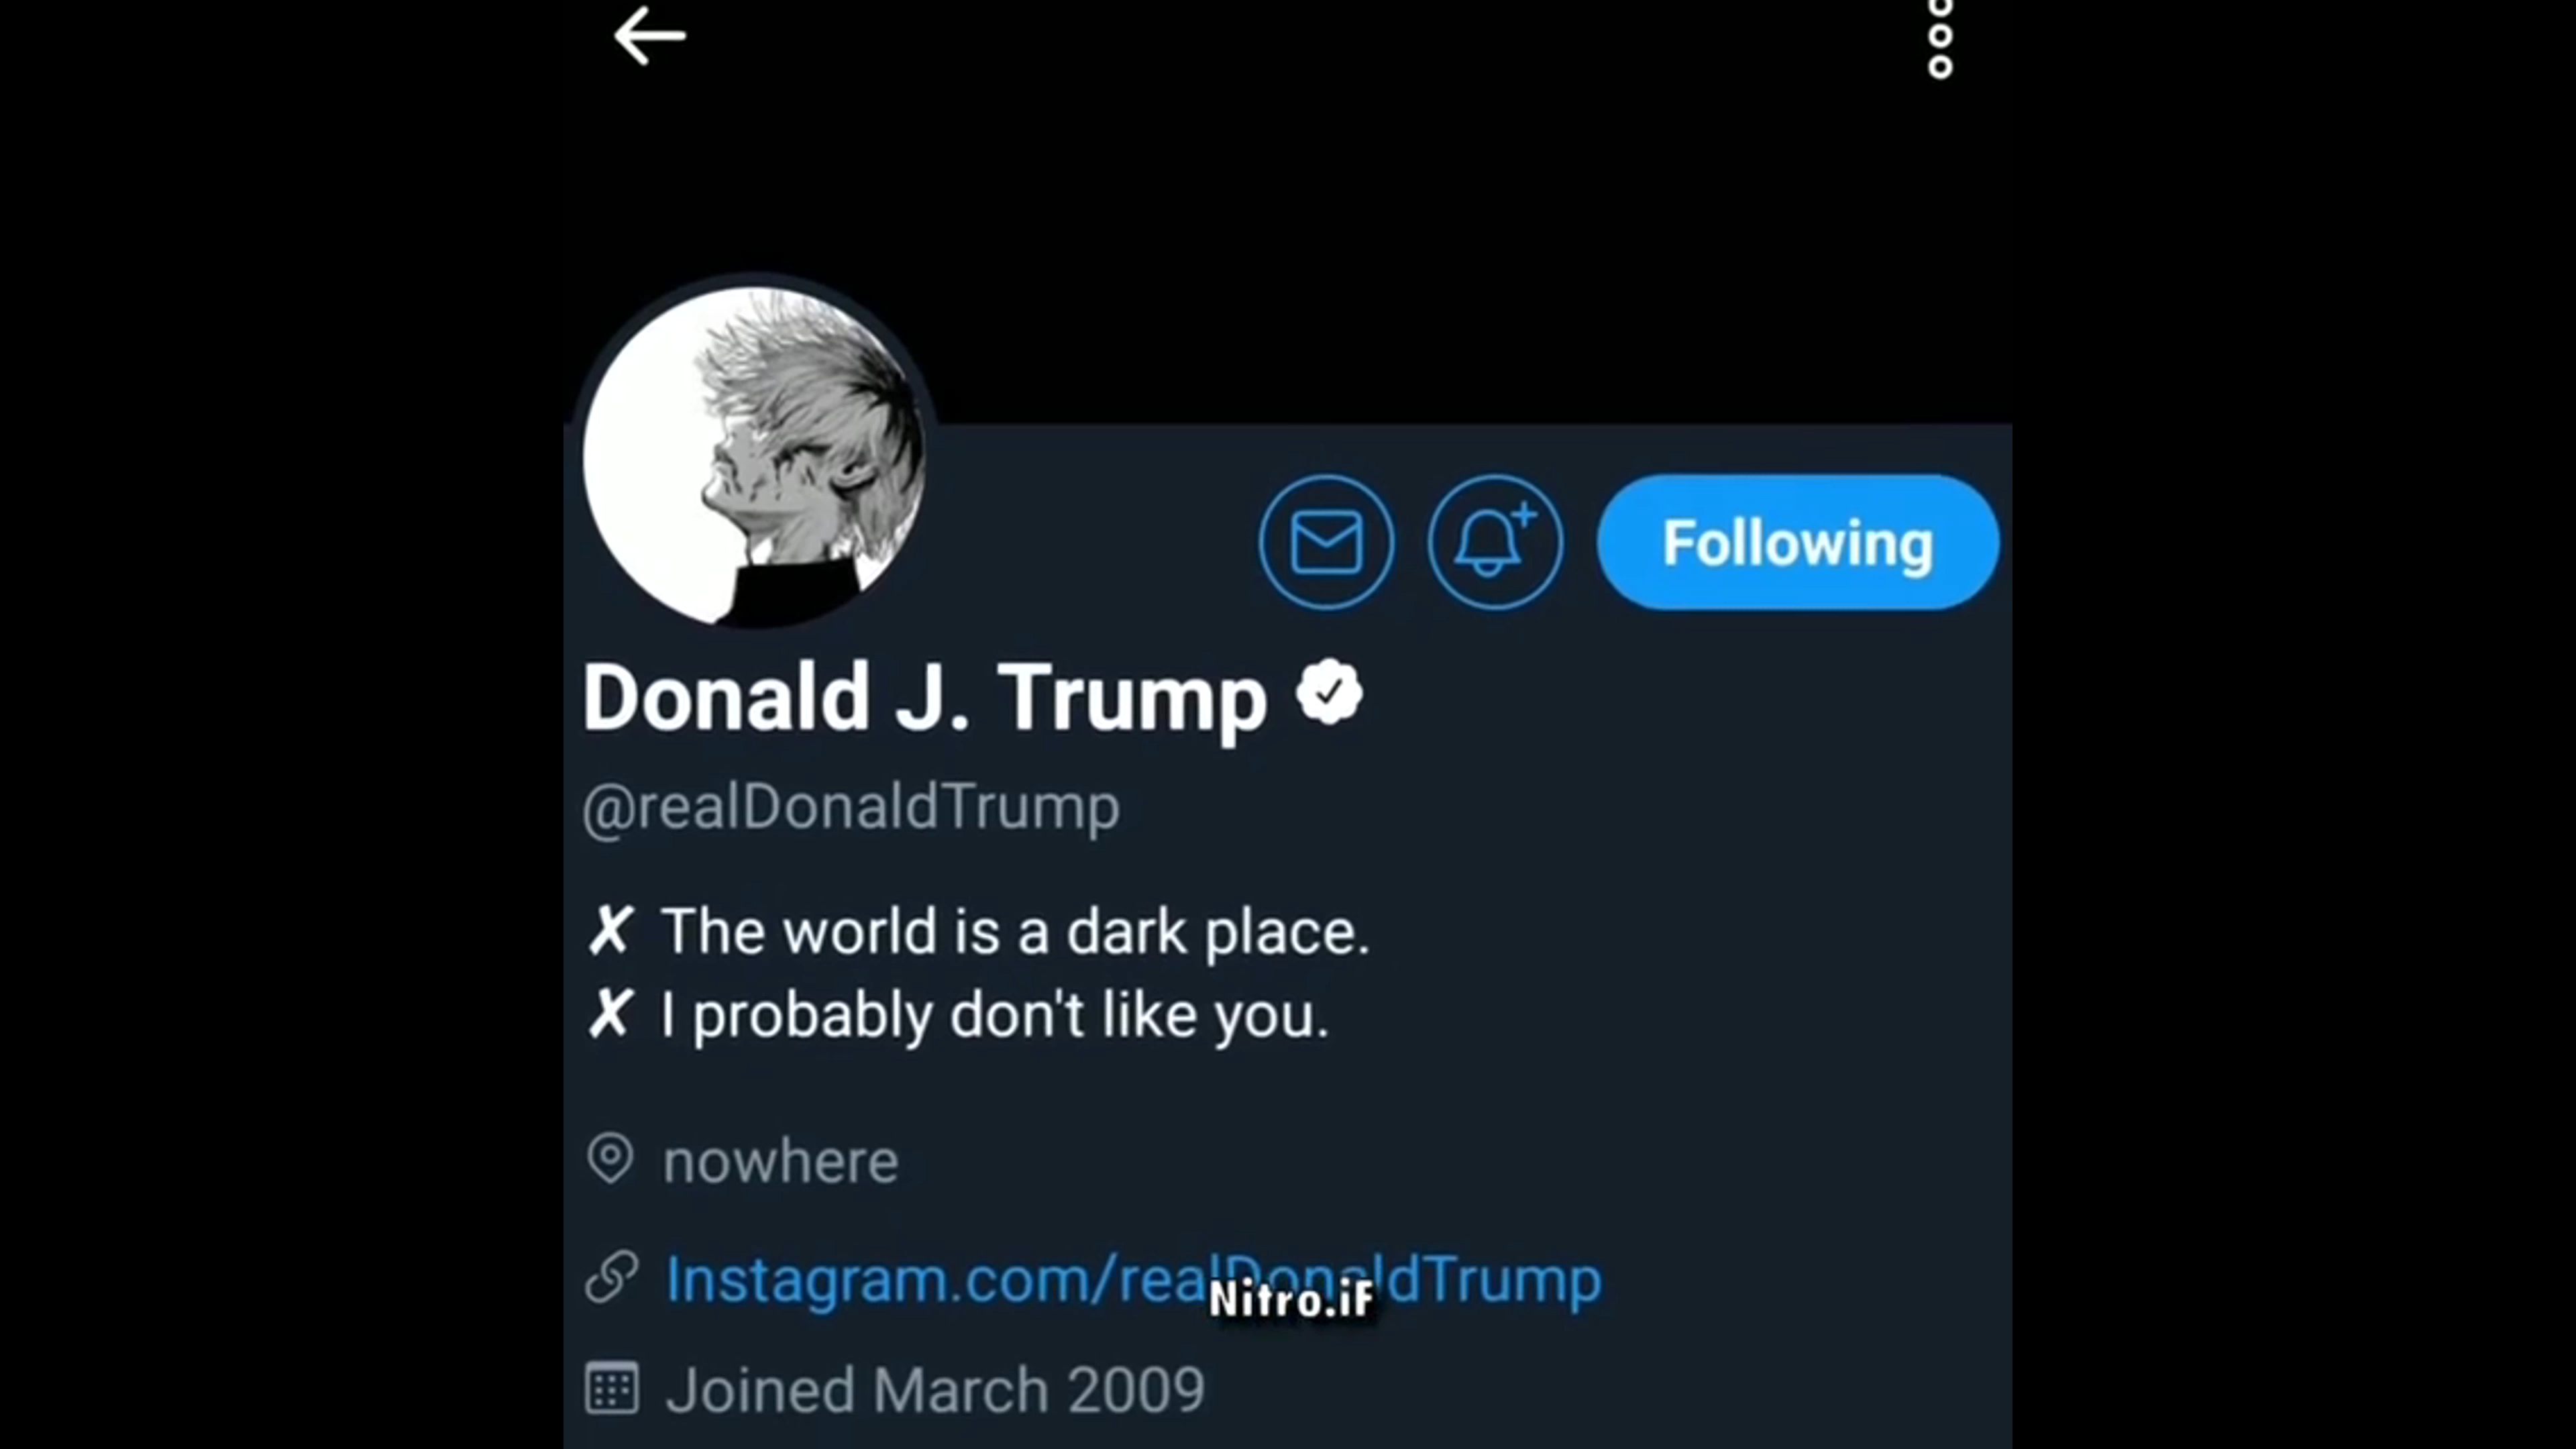 Following
Donald J. Trump
@realDonaldTrump
✗ The world is a dark place.
✗ I probably don't like you.
nowhere
Instagram.com/realDonaldTrump
Nitro.iF
Joined March 2009